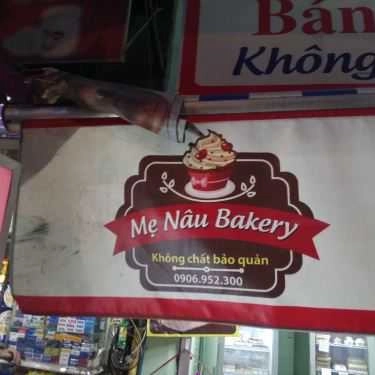 Bán
Không
Mẹ Nâu Bakery
Không chất bảo quản
0906.952.300